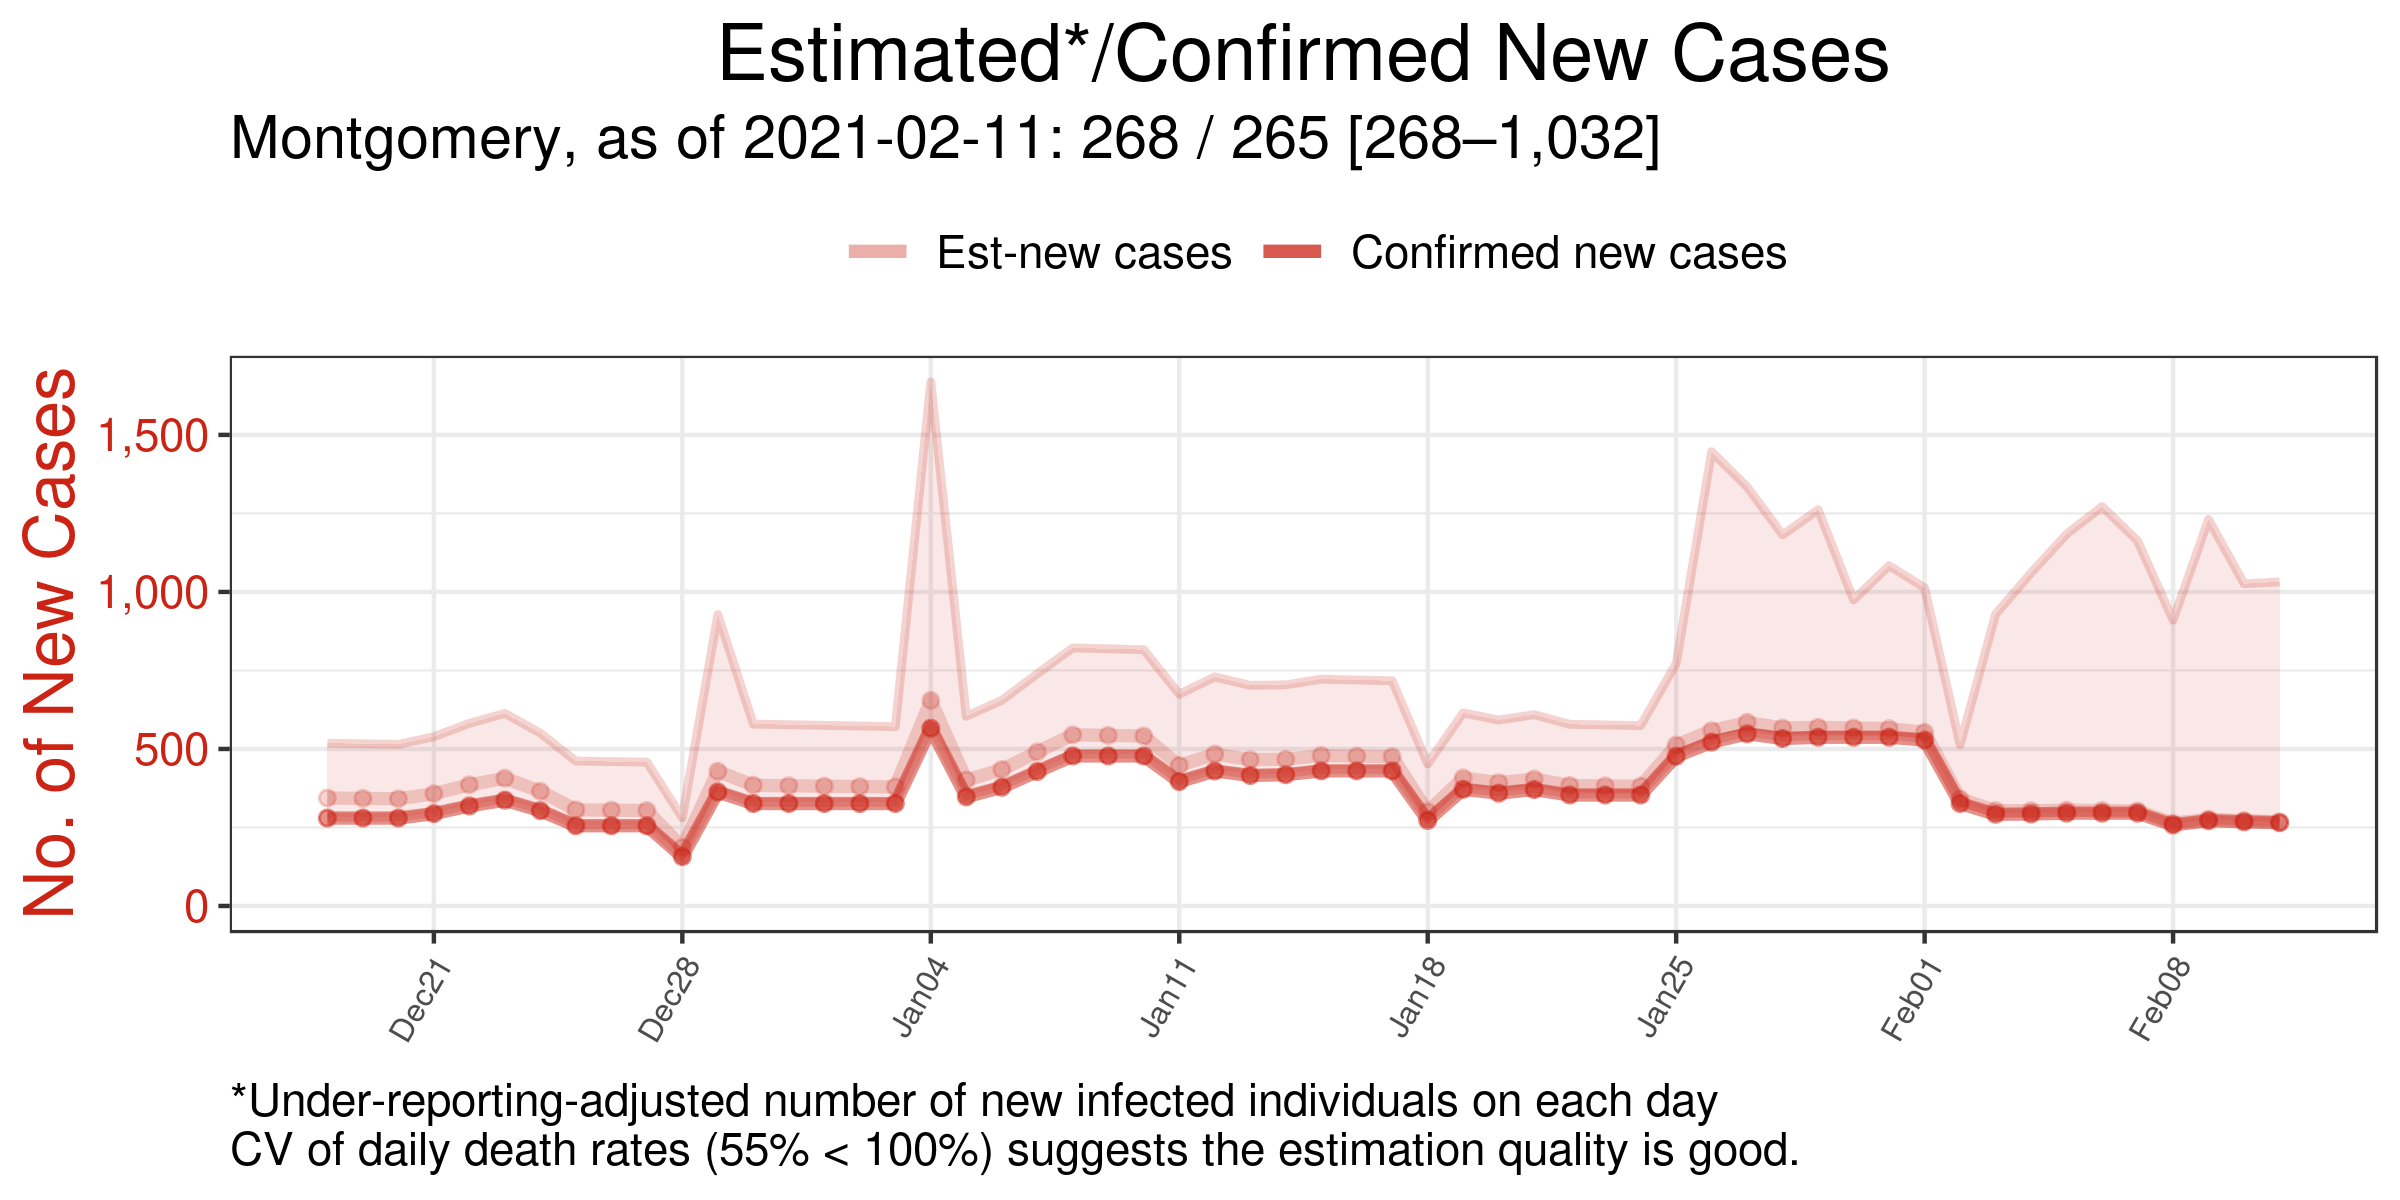 Estimated*/Confirmed New Cases
Montgomery, as of 2021-02-11: 268 / 265 [268–1,032]
Est-new cases Confirmed new cases
No. of New Cases
1,500
1,000
500
0
Dec21 Dec28 Jan04 Jan11 Jan18 Jan25 Feb01 Feb08
*Under-reporting-adjusted number of new infected individuals on each day
CV of daily death rates (55% < 100%) suggests the estimation quality is good.